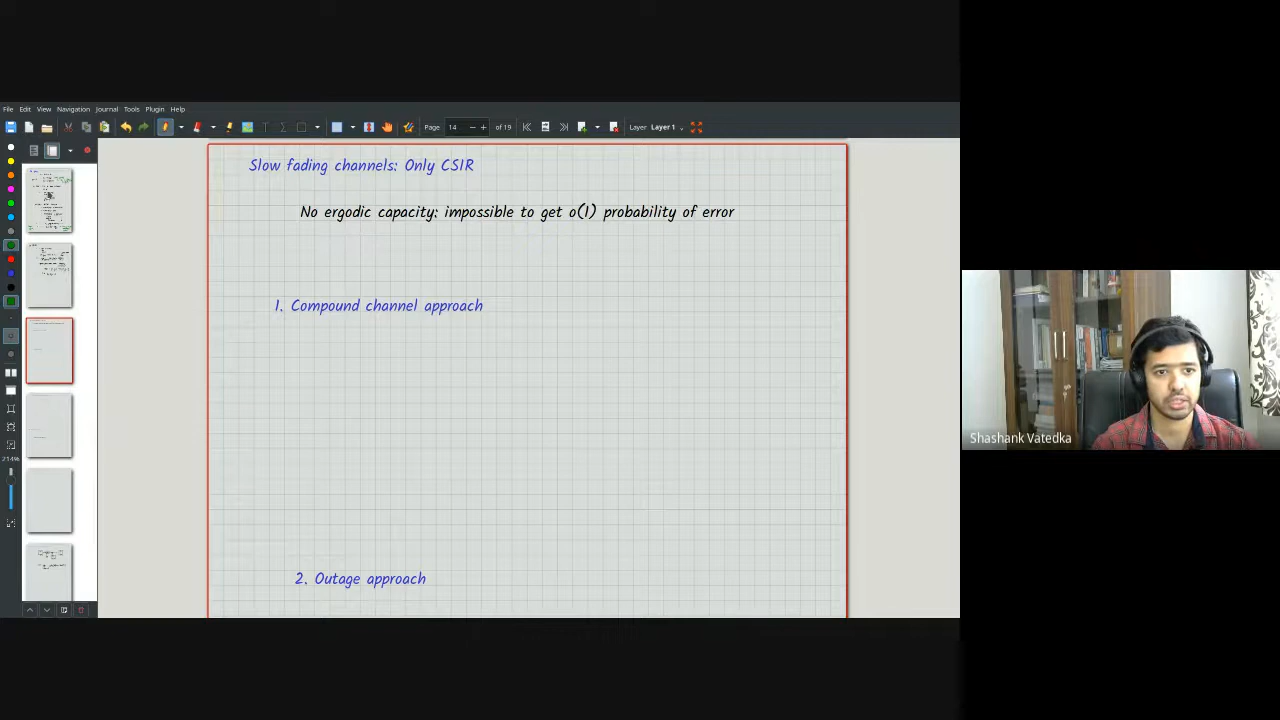 File Edit View Navigation Journal Tools Plugin Help
Page 14 of 19 Layer Layer 1
Slow fading channels: Only CSIR
No ergodic capacity: impossible to get o(1) probability of error
1. Compound channel approach
2. Outage approach
214%
Shashank Vatedka